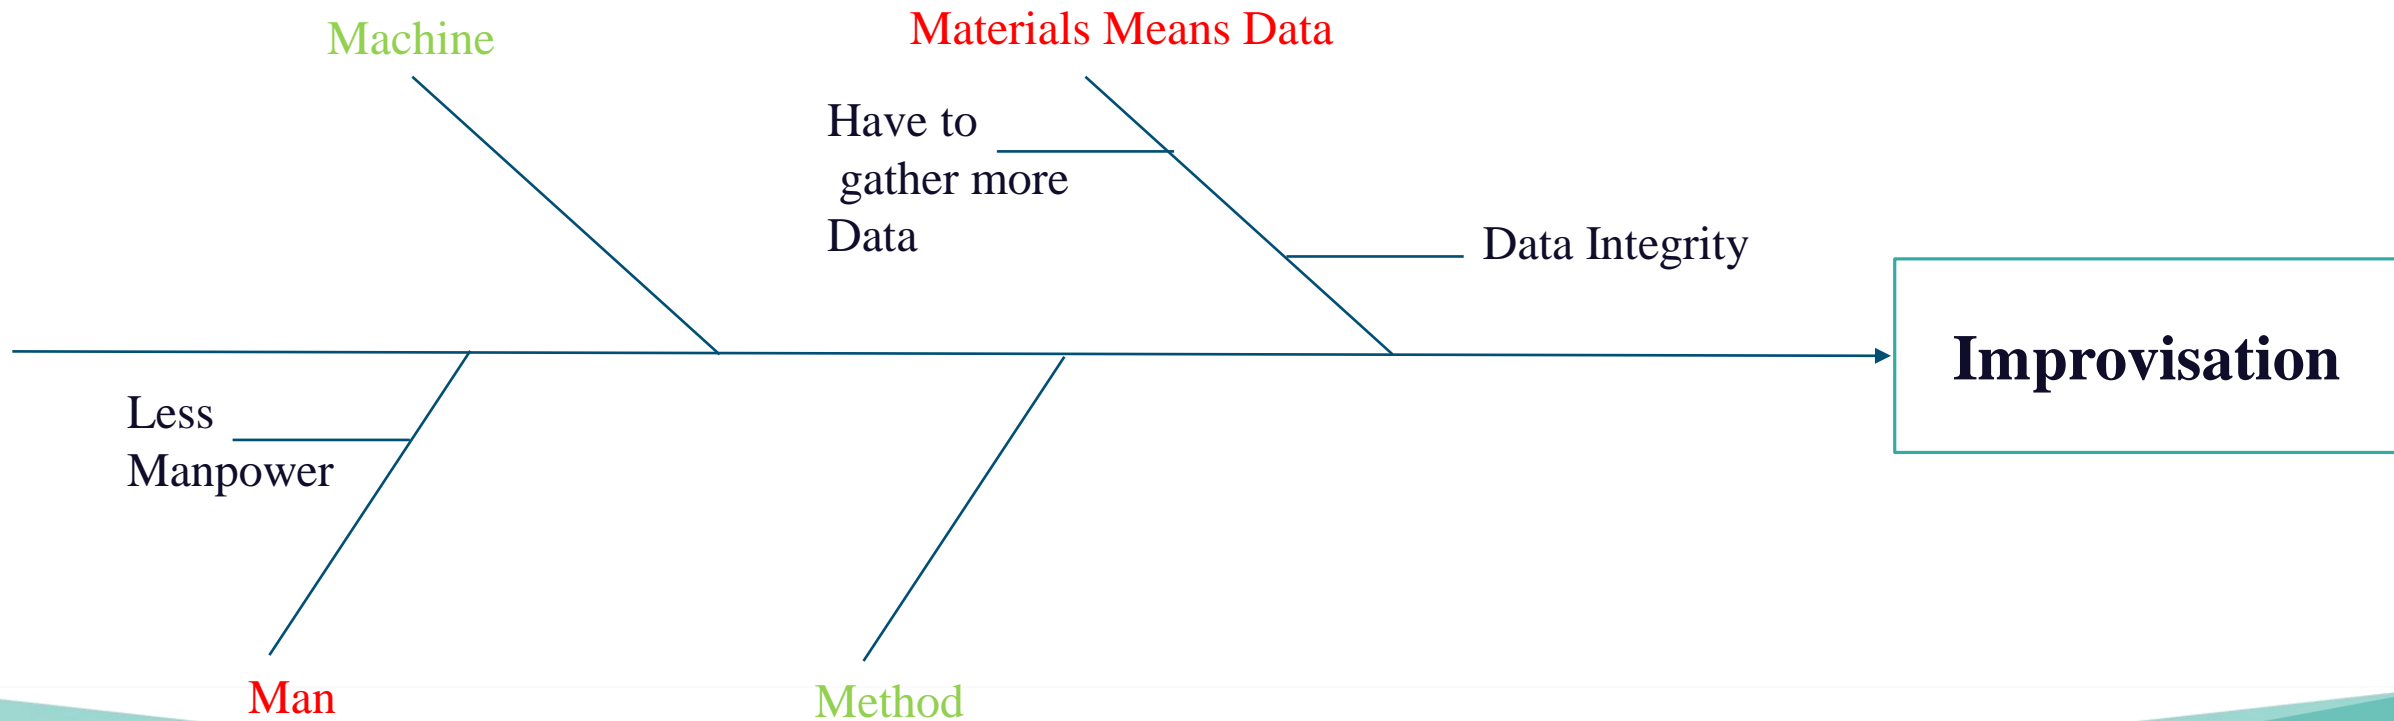 Machine
Materials Means Data
Have to
gather more
Data
Data Integrity
Improvisation
Less
Manpower
Man
Method